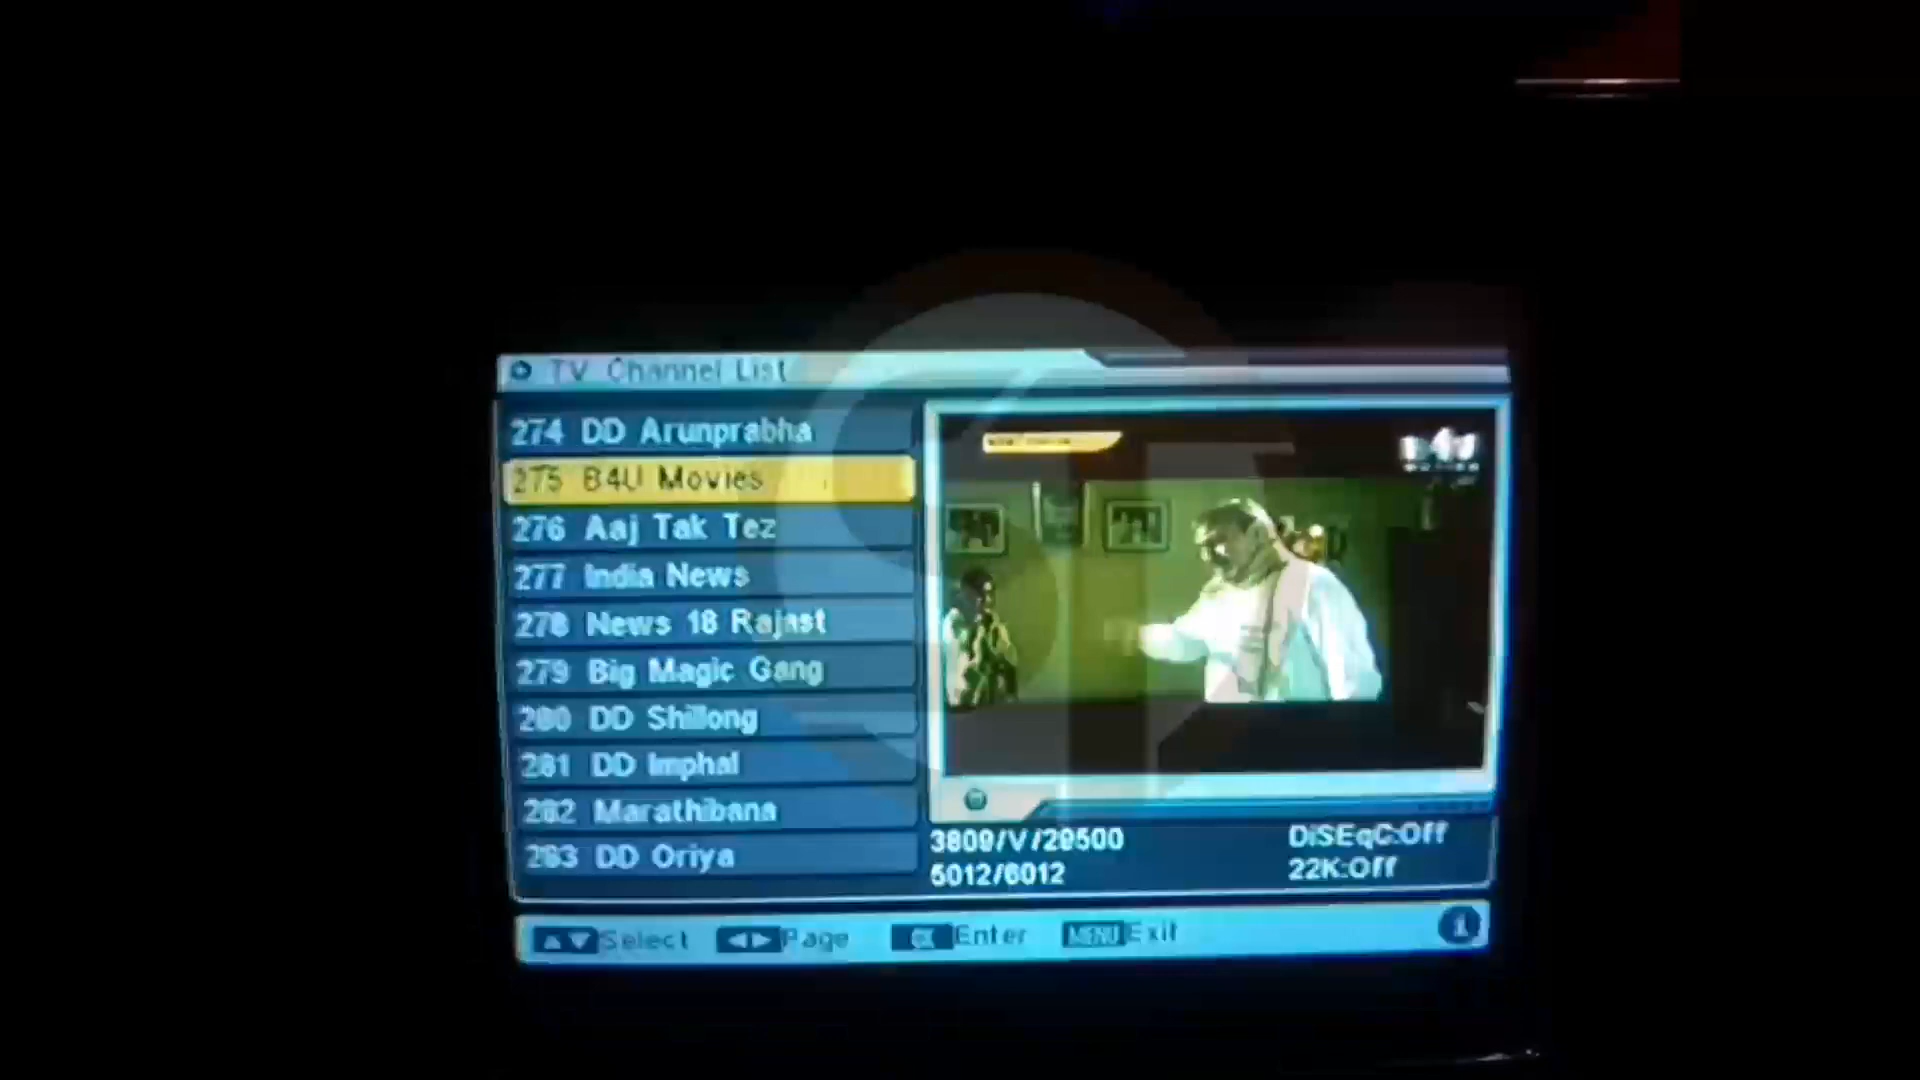 TV Channel List
274 DD Arunprabha
275 B4U Movies
276 Aaj Tak Tez
277 India News
278 News 18 Rajast
279 Big Magic Gang
280 DD Shillong
281 DD Imphal
282 Marathibana
283 DD Oriya
B4U
3809/V/29500
DiSEqC:Off
5012/6012
22K:Off
Select
Page
OK Enter
MENU Exit
i